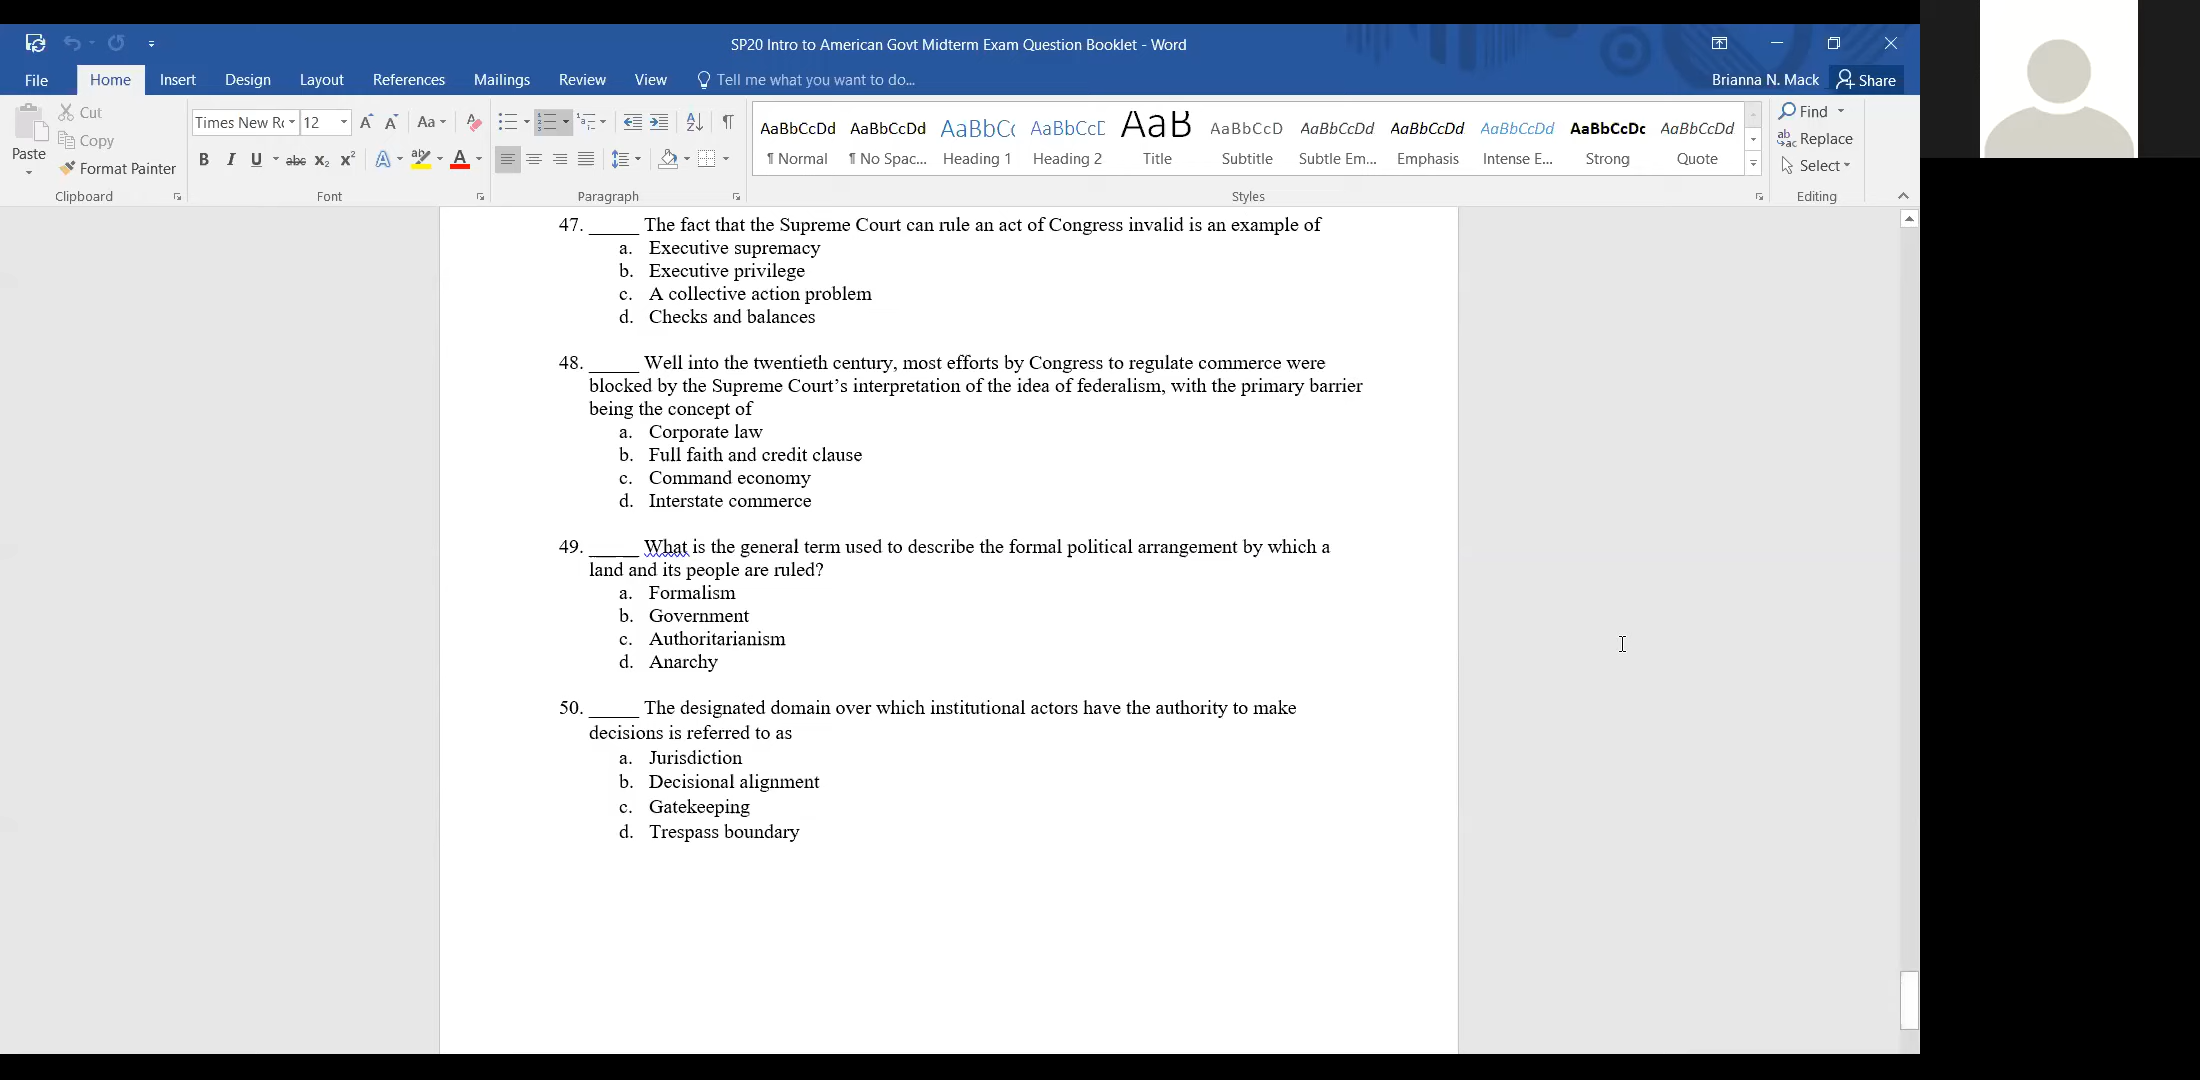 SP20 Intro to American Govt Midterm Exam Question Booklet - Word
File Home Insert Design Layout References Mailings Review View Tell me what you want to do... Brianna N. Mack Share
Cut
Copy
Paste
Format Painter
Clipboard
Times New Ro 12 Aa
B I U abc x₂ x² A ab A
Font
Paragraph
AaBbCcDd AaBbCcDd AaBbCc AaBbCcD AaB AaBbCcD AaBbCcDd AaBbCcDd AaBbCcDd AaBbCcDc AaBbCcDd
¶ Normal ¶ No Spac... Heading 1 Heading 2 Title Subtitle Subtle Em... Emphasis Intense E... Strong Quote
Styles
Find
Replace
Select
Editing
47. _____ The fact that the Supreme Court can rule an act of Congress invalid is an example of
a. Executive supremacy
b. Executive privilege
c. A collective action problem
d. Checks and balances
48. _____ Well into the twentieth century, most efforts by Congress to regulate commerce were
blocked by the Supreme Court’s interpretation of the idea of federalism, with the primary barrier
being the concept of
a. Corporate law
b. Full faith and credit clause
c. Command economy
d. Interstate commerce
49. _____ What is the general term used to describe the formal political arrangement by which a
land and its people are ruled?
a. Formalism
b. Government
c. Authoritarianism
d. Anarchy
50. _____ The designated domain over which institutional actors have the authority to make
decisions is referred to as
a. Jurisdiction
b. Decisional alignment
c. Gatekeeping
d. Trespass boundary